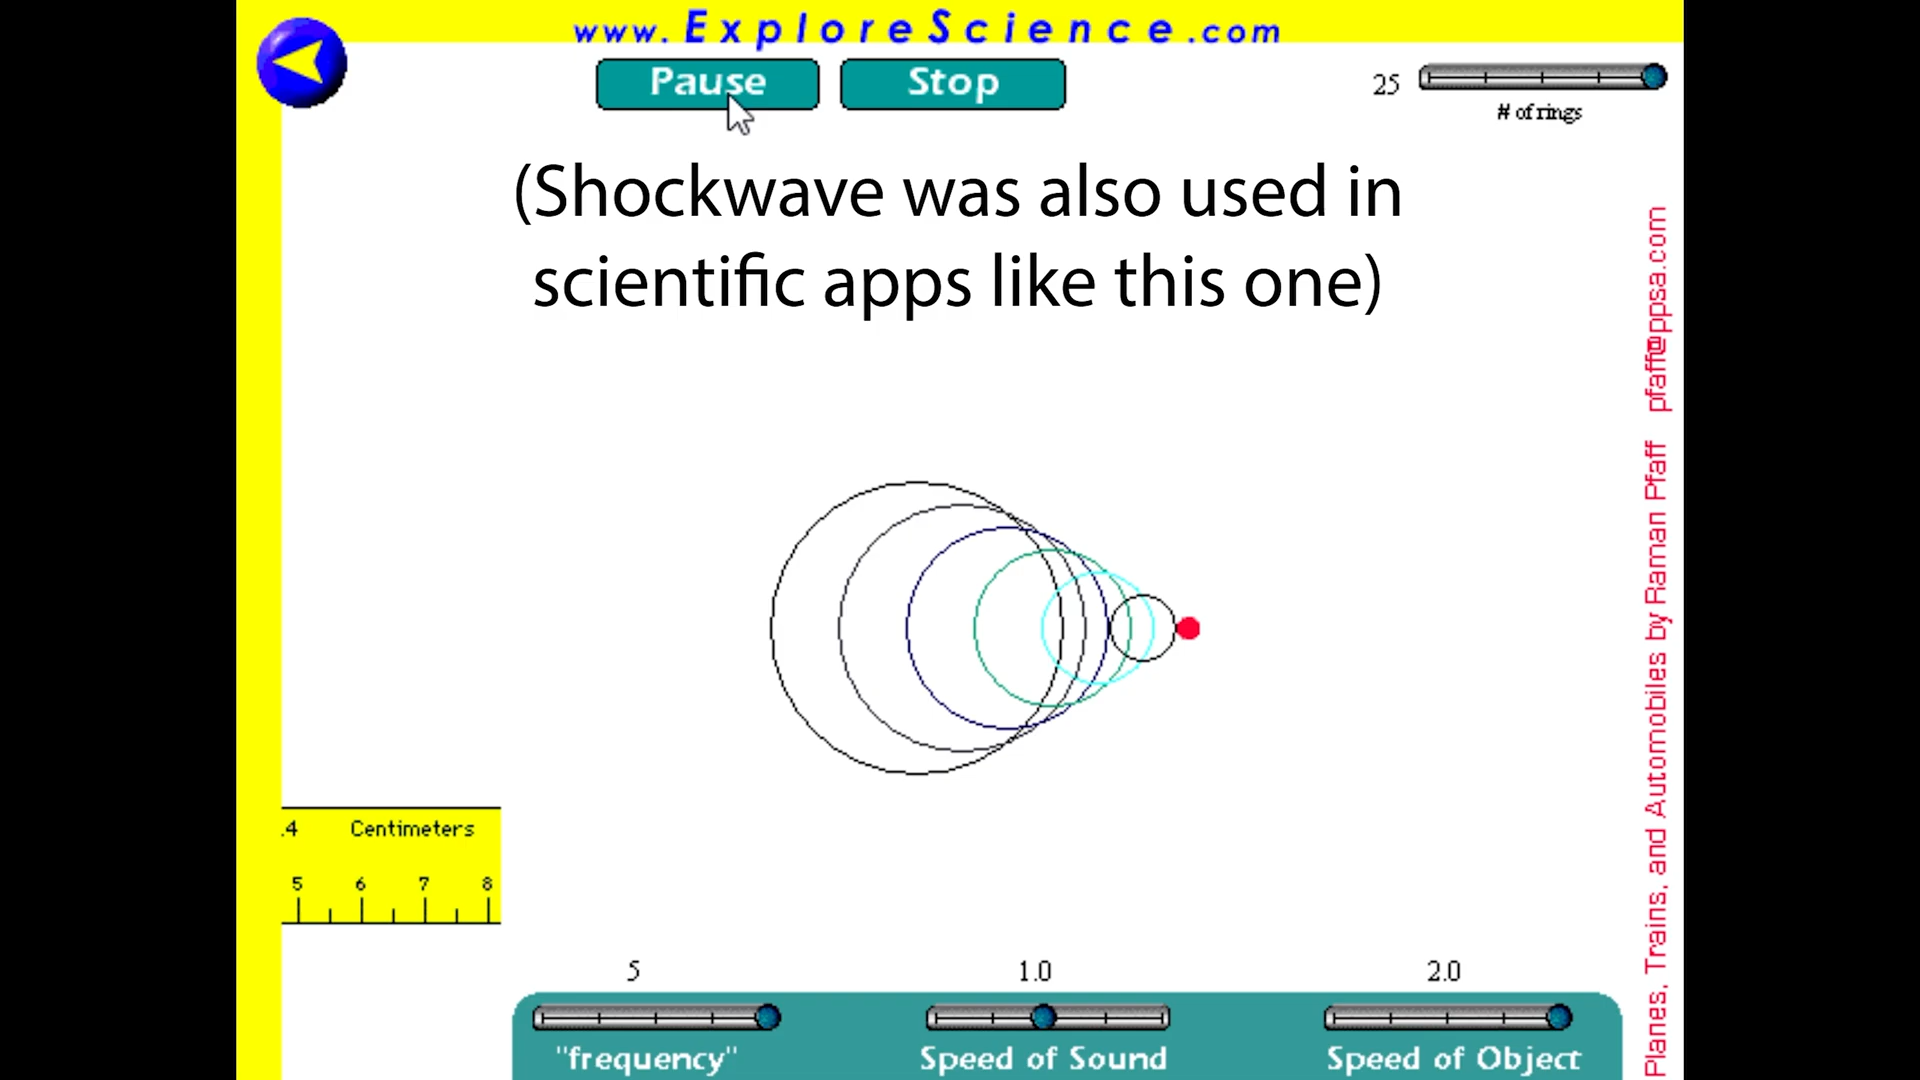 www.ExploreScience.com
Pause
Stop
25
# of rings
(Shockwave was also used in
scientific apps like this one)
Planes, Trains, and Automobiles by Raman Pfaff pfaff@ppsa.com
.4 Centimeters
5 6 7 8
5
1.0
2.0
"frequency"
Speed of Sound
Speed of Object